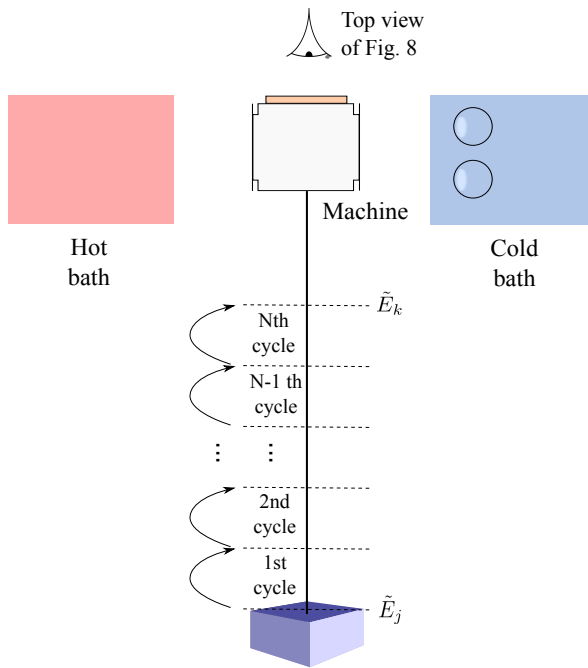 Top view
of Fig. 8
Machine
Hot
bath
Cold
bath
Ẽ_k
Nth
cycle
N-1 th
cycle
2nd
cycle
1st
cycle
Ẽ_j